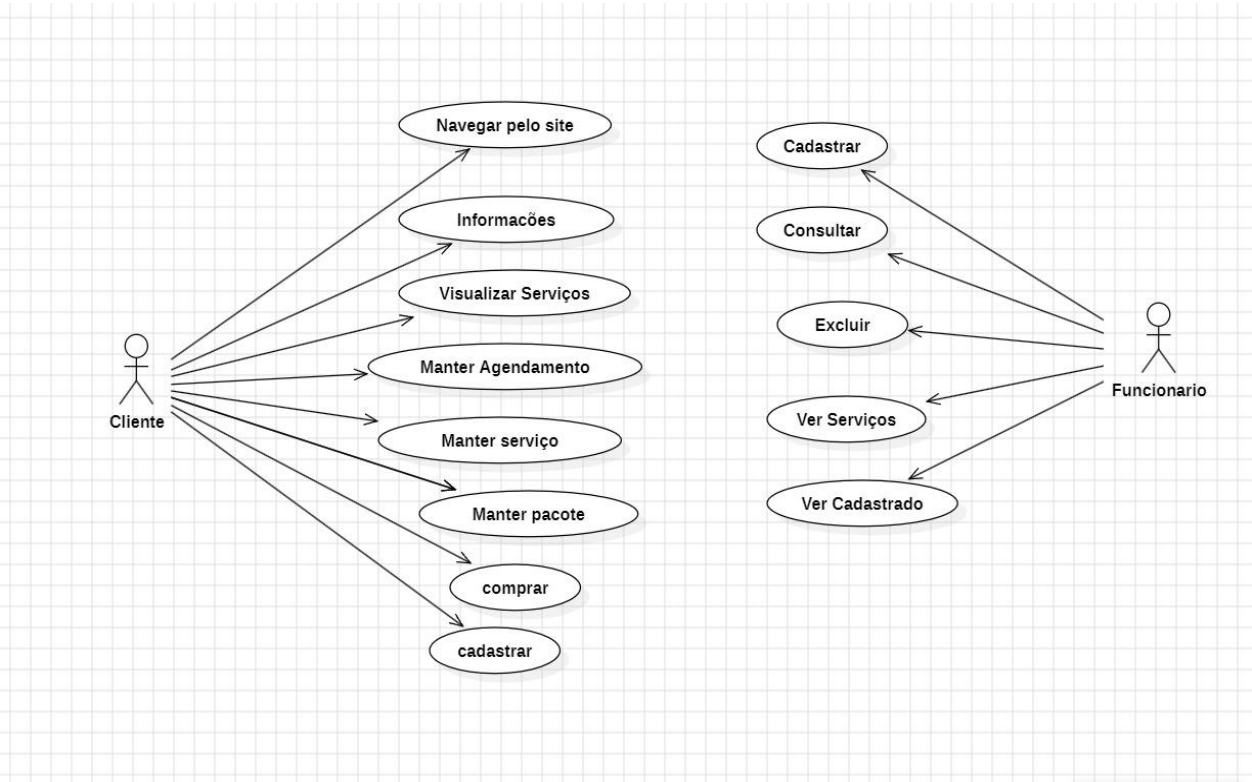 Navegar pelo site
Informacões
Visualizar Serviços
Manter Agendamento
Manter serviço
Manter pacote
comprar
cadastrar
Cliente
Cadastrar
Consultar
Excluir
Ver Serviços
Ver Cadastrado
Funcionario